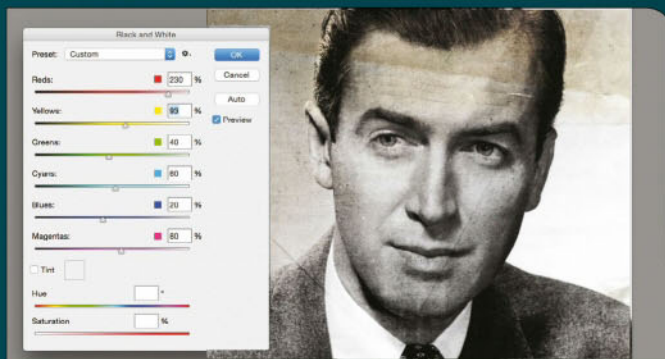 Black and White
Preset: Custom OK
Reds: 230 % Cancel
Auto
Yellows: 99 % Preview
Greens: 40 %
Cyans: 60 %
Blues: 20 %
Magentas: 80 %
Tint
Hue °
Saturation %